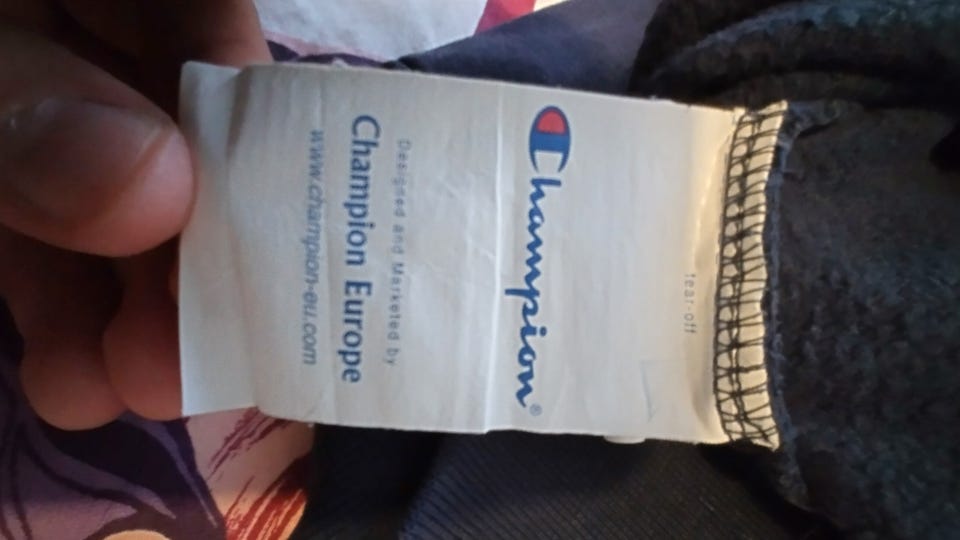 tear-off
Champion®
Designed and Marketed by
Champion Europe
www.champion-eu.com